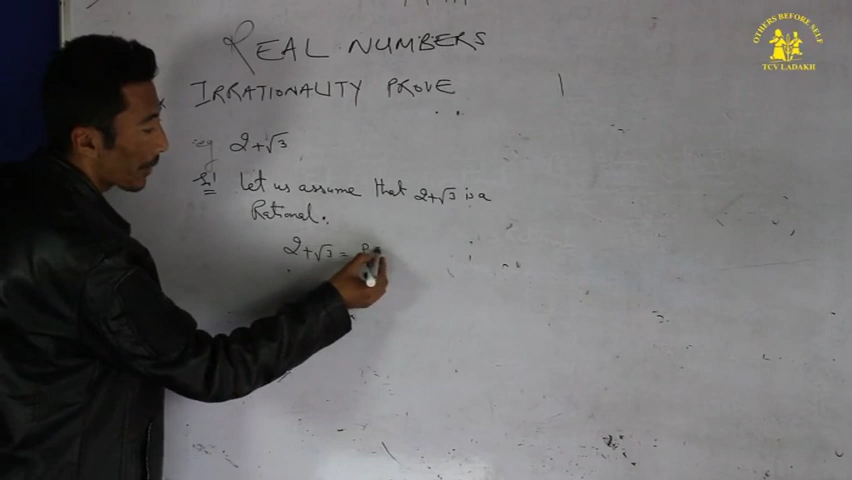 REAL NUMBERS
IRRATIONALITY PROVE
eg 2+√3
Sol Let us assume that 2+√3 is a
Rational.
2+√3 = P
OTHERS BEFORE SELF
TCV LADAKH